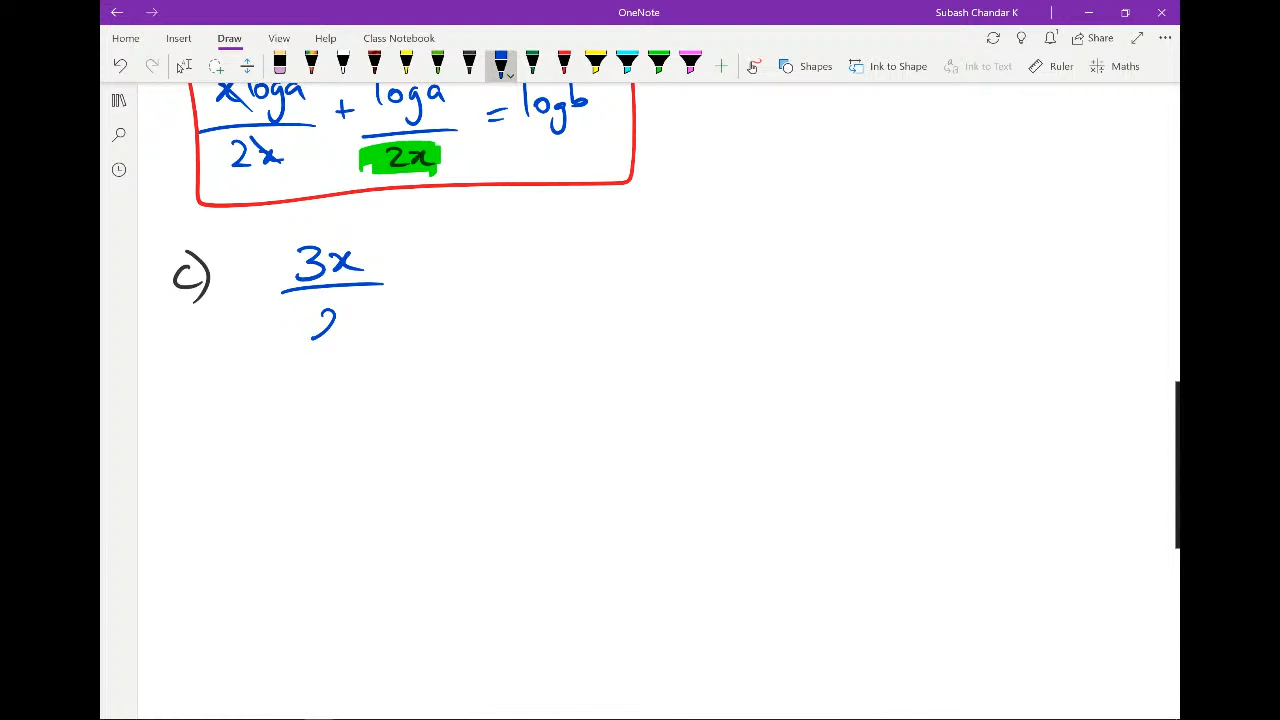 OneNote
Subash Chandar K
Home Insert Draw View Help Class Notebook
Share
Shapes Ink to Shape Ink to Text Ruler Maths
x log a / 2x + log a / 2x = log b
c) 3x